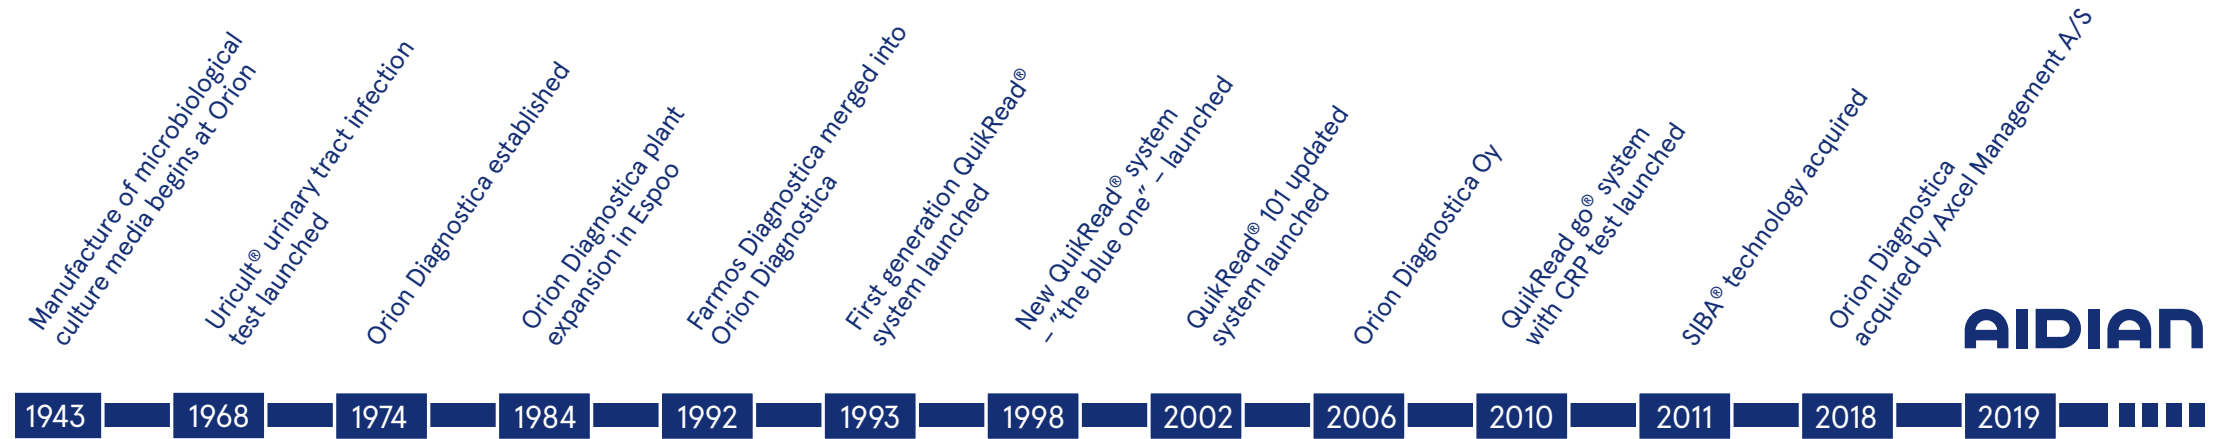 Manufacture of microbiological
culture media begins at Orion
Uricult® urinary tract infection
test launched
Orion Diagnostica established
Orion Diagnostica plant
expansion in Espoo
Farmos Diagnostica merged into
Orion Diagnostica
First generation QuikRead®
system launched
New QuikRead® system
– ”the blue one” – launched
QuikRead® 101 updated
system launched
Orion Diagnostica Oy
QuikRead go® system
with CRP test launched
SIBA® technology acquired
Orion Diagnostica
acquired by Axcel Management A/S
AIDIAN
1943 1968 1974 1984 1992 1993 1998 2002 2006 2010 2011 2018 2019